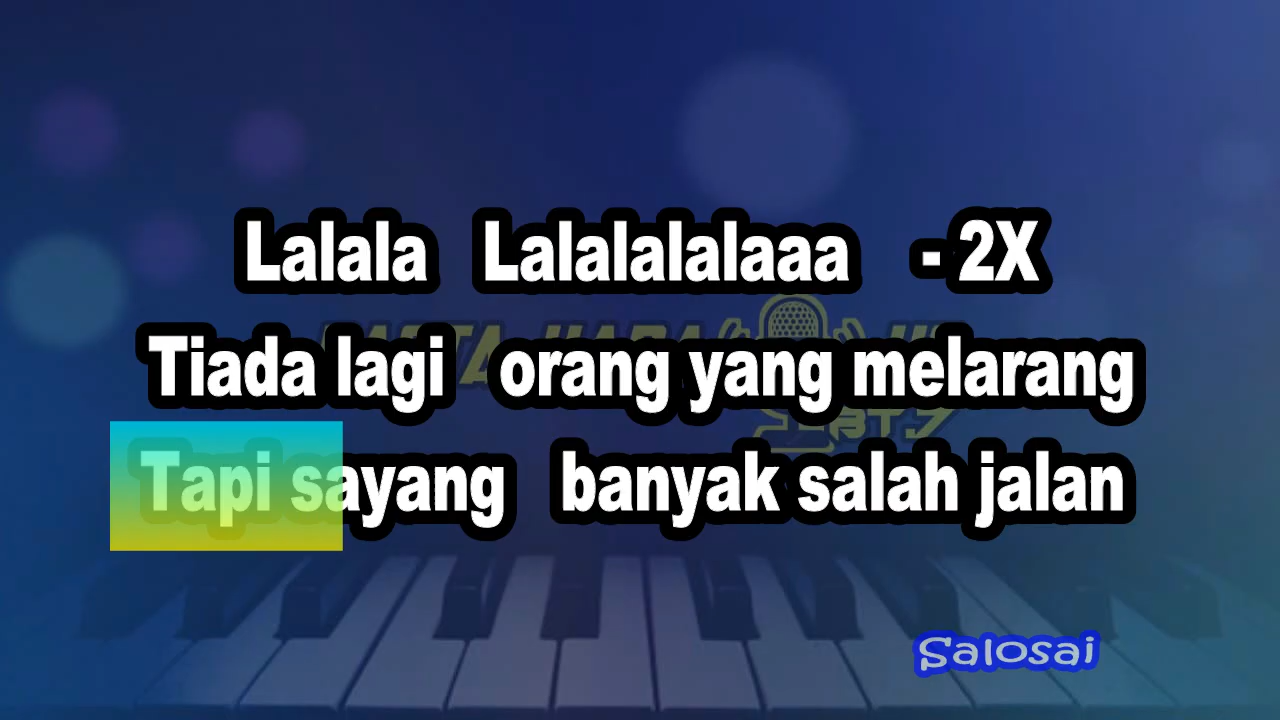 Lalala Lalalalalaaa - 2X
Tiada lagi orang yang melarang
Tapi sayang banyak salah jalan
Salosai